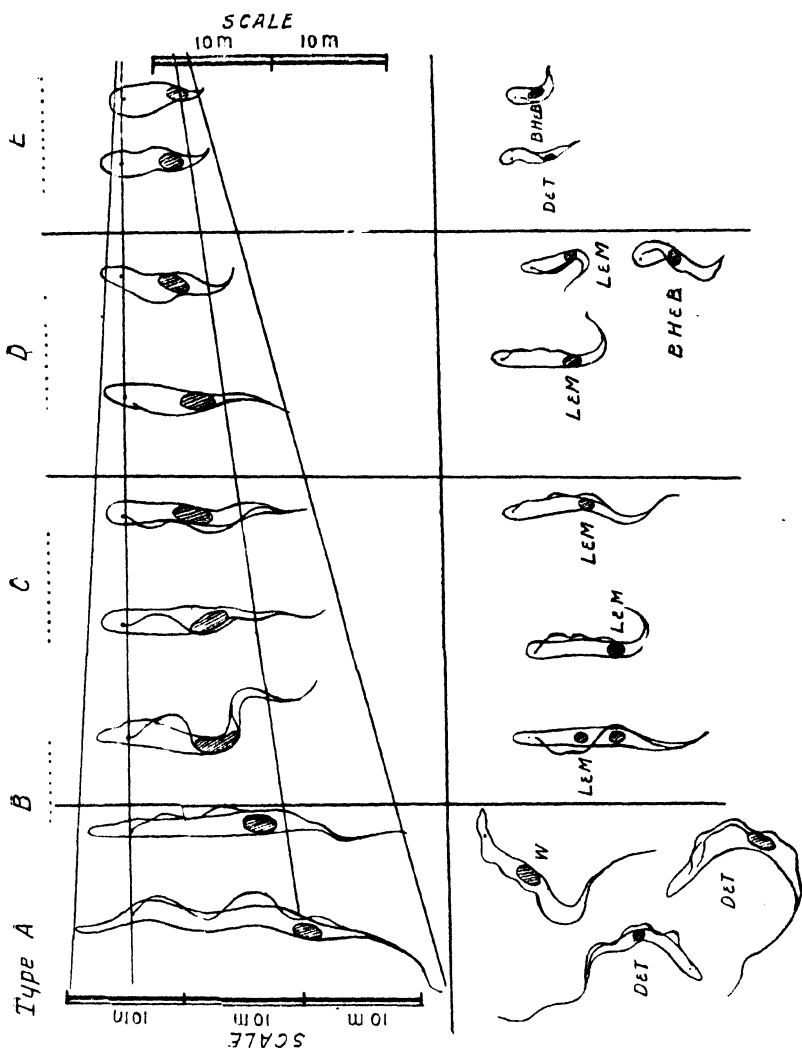 SCALE
10m 10m
Type A B C D E
BHEB
DET
LEM
BHEB
LEM
LEM
LEM
LEM
W
DET
DET
10m 10m 10m
SCALE